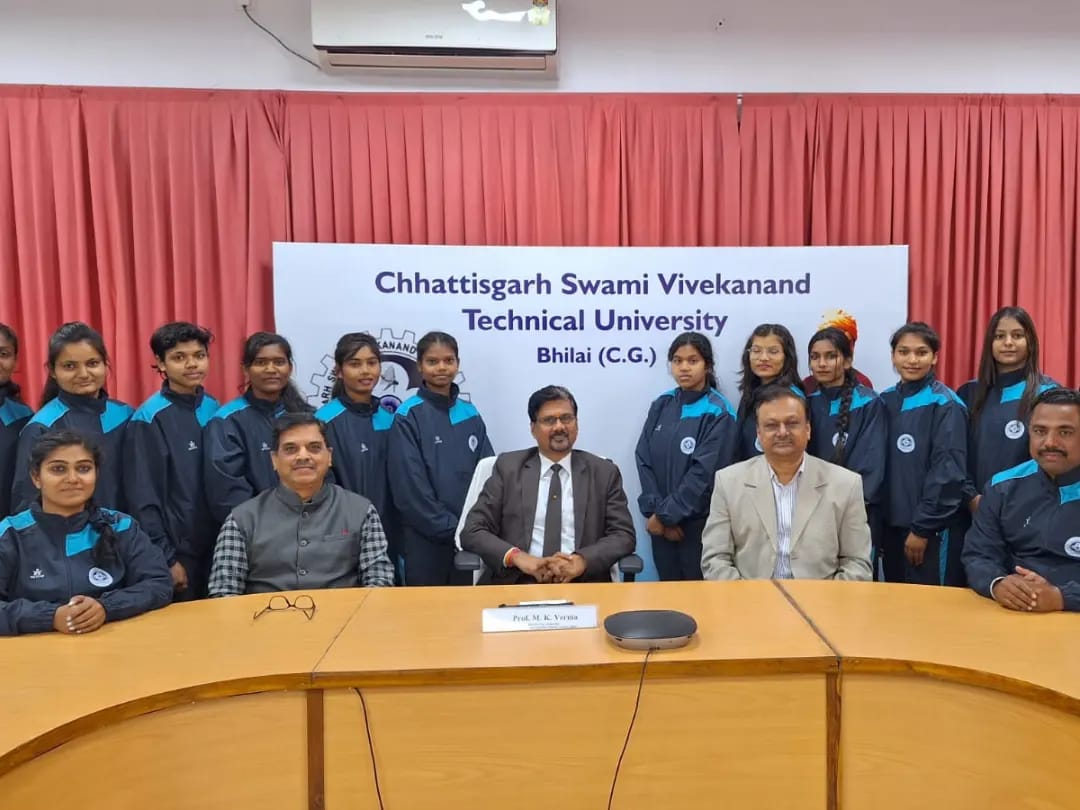 Chhattisgarh Swami Vivekanand
Technical University
Bhilai (C.G.)
Prof. M. K. Verma